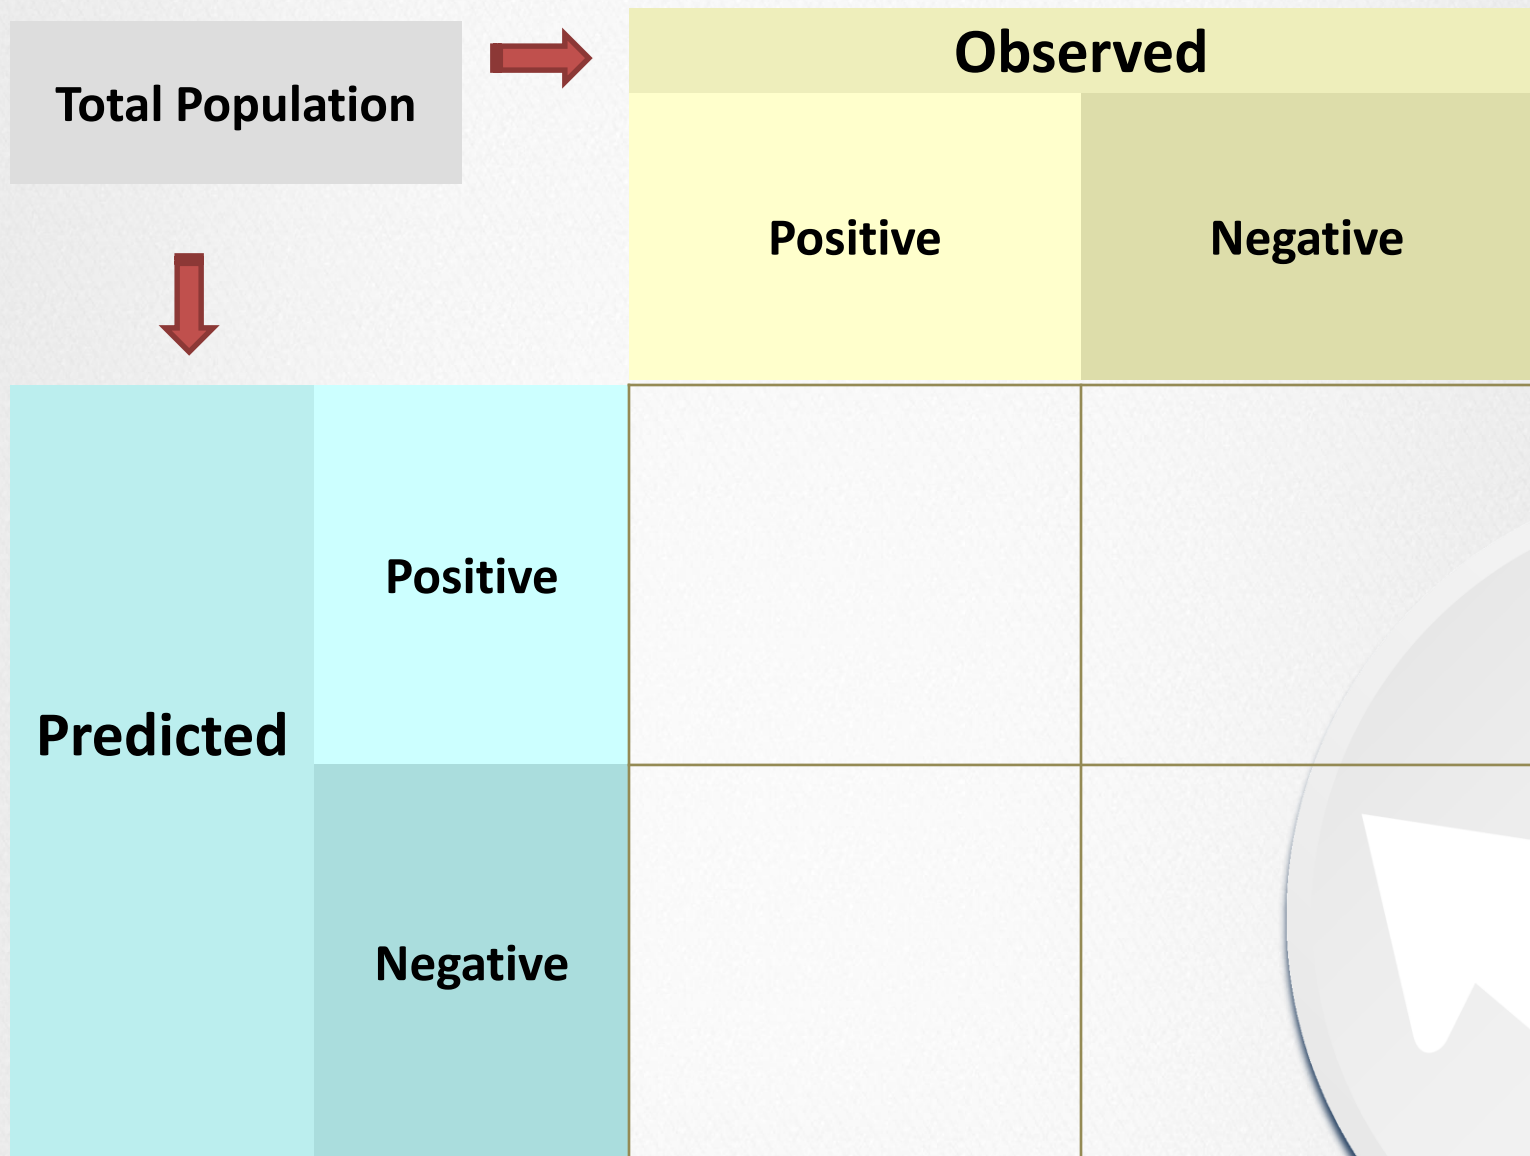 Total Population
Observed
Positive
Negative
Predicted
Positive
Negative